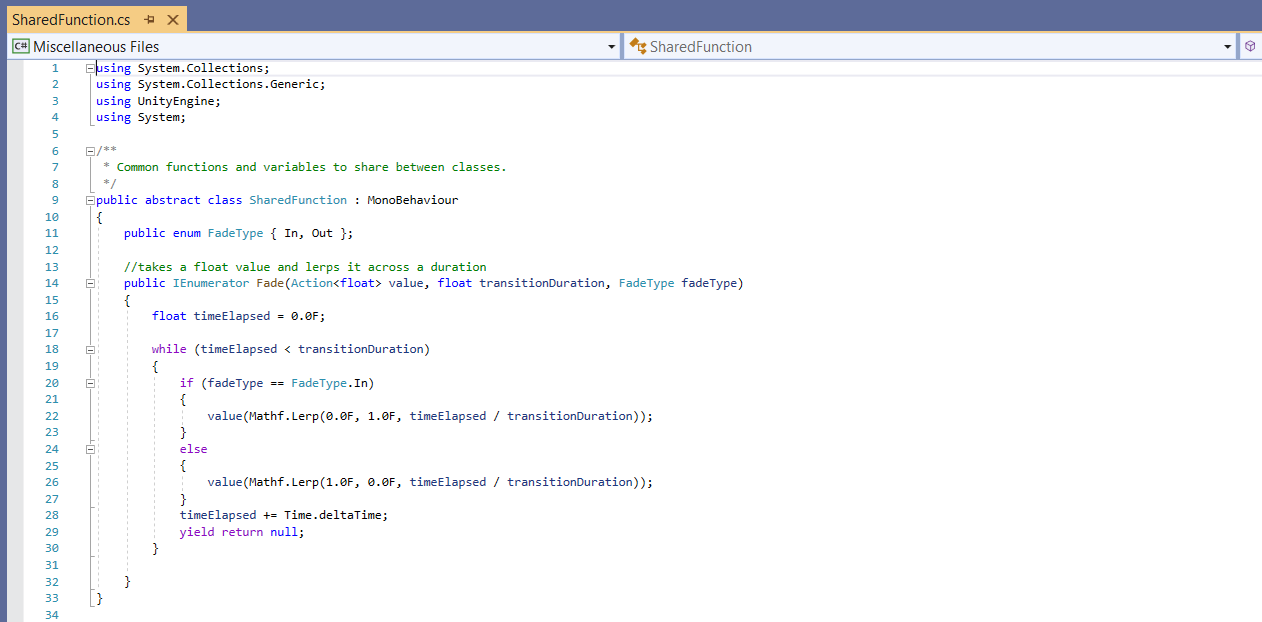 SharedFunction.cs
C# Miscellaneous Files SharedFunction
1 using System.Collections;
2 using System.Collections.Generic;
3 using UnityEngine;
4 using System;
5
6 /**
7  * Common functions and variables to share between classes.
8  */
9 public abstract class SharedFunction : MonoBehaviour
10 {
11     public enum FadeType { In, Out };
12
13     //takes a float value and lerps it across a duration
14     public IEnumerator Fade(Action<float> value, float transitionDuration, FadeType fadeType)
15     {
16         float timeElapsed = 0.0F;
17
18         while (timeElapsed < transitionDuration)
19         {
20             if (fadeType == FadeType.In)
21             {
22                 value(Mathf.Lerp(0.0F, 1.0F, timeElapsed / transitionDuration));
23             }
24             else
25             {
26                 value(Mathf.Lerp(1.0F, 0.0F, timeElapsed / transitionDuration));
27             }
28             timeElapsed += Time.deltaTime;
29             yield return null;
30         }
31
32     }
33 }
34